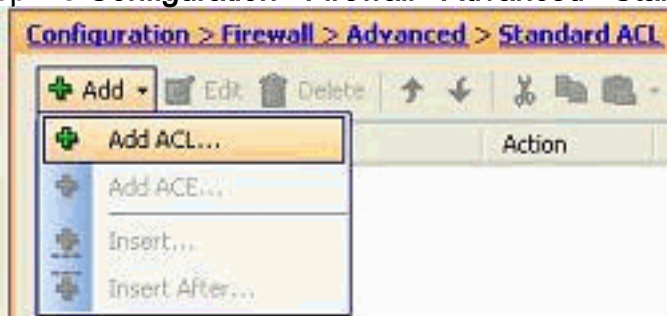 Configuration > Firewall > Advanced > Standard ACL
Add Edit Delete
Add ACL... Action
Add ACE...
Insert...
Insert After...